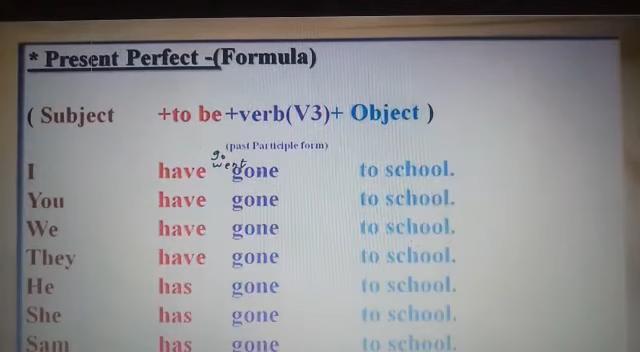 * Present Perfect -(Formula)
( Subject +to be +verb(V3)+ Object )
(past Participle form)
go
went
I have gone to school.
You have gone to school.
We have gone to school.
They have gone to school.
He has gone to school.
She has gone to school.
Sam has gone to school.